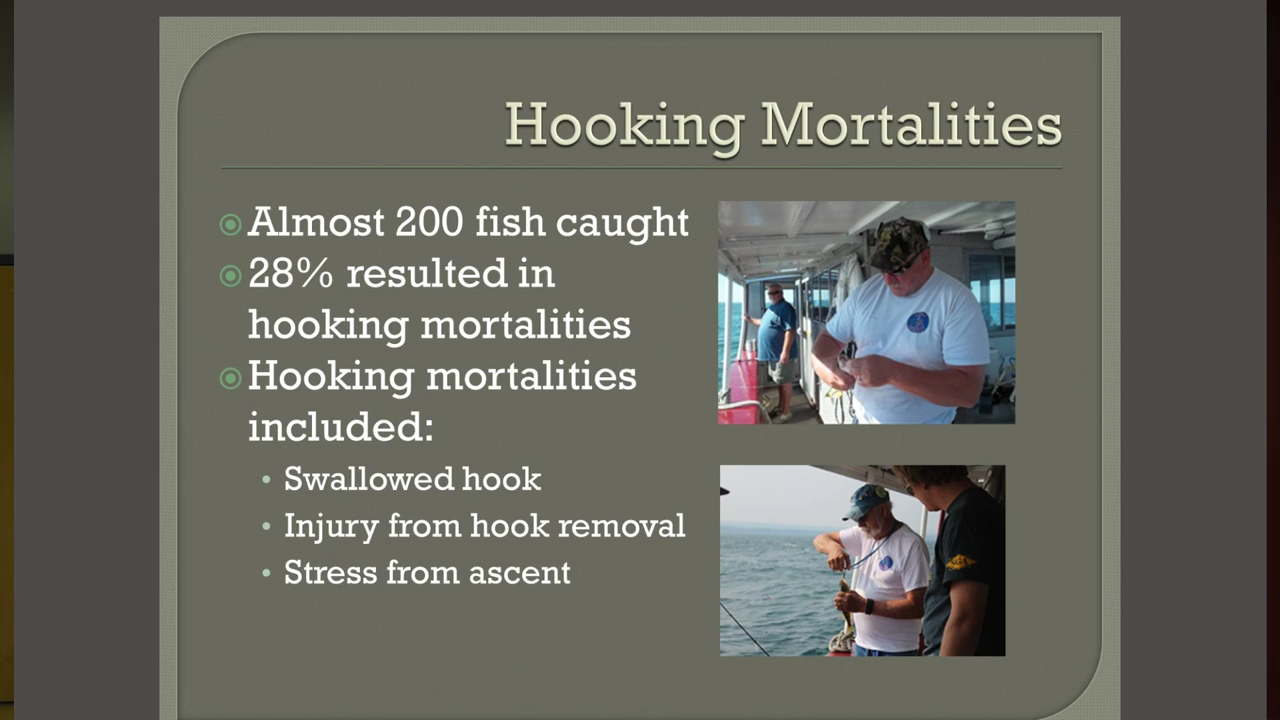 Hooking Mortalities
Almost 200 fish caught
28% resulted in
hooking mortalities
Hooking mortalities
included:
Swallowed hook
Injury from hook removal
Stress from ascent